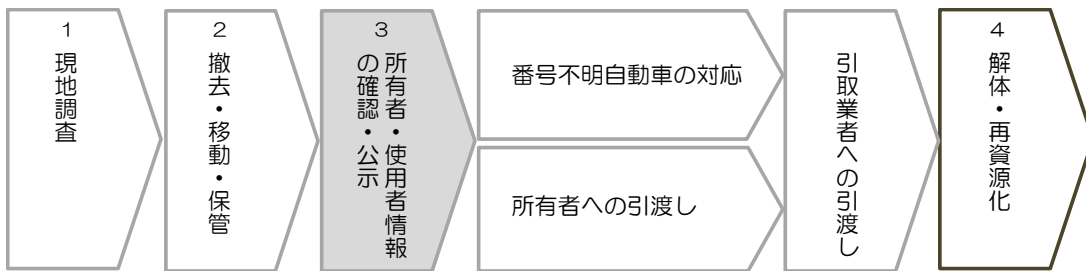 1
現地調査
2
撤去・移動・保管
3
所有者・使用者情報
の確認・公示
番号不明自動車の対応
所有者への引渡し
引取業者への引渡し
4
解体・再資源化